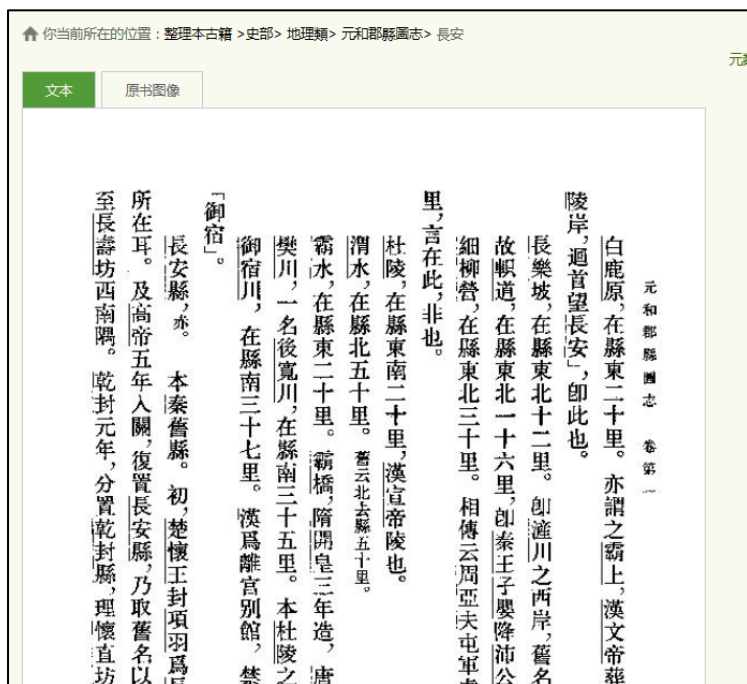 你当前所在的位置：整理本古籍 >史部> 地理類> 元和郡縣圖志> 長安
文本
原书图像
元和郡縣圖志　卷第一
白鹿原，在縣東二十里。亦謂之霸上，漢文帝葬
陵岸，迴首望長安」，卽此也。
長樂坡，在縣東北十二里。卽滻川之西岸，舊名
故軹道，在縣東北一十六里，卽秦王子嬰降沛公
細柳營，在縣東北三十里。相傳云周亞夫屯軍
里，言在此，非也。
杜陵，在縣東南二十里，漢宣帝陵也。
渭水，在縣北五十里。舊云北去縣五十里。
霸水，在縣東二十里。霸橋，隋開皇三年造，唐
樊川，一名後寬川，在縣南三十五里。本杜陵之
御宿川，在縣南三十七里。漢爲離宮别館，禁
「御宿」。
長安縣，赤。　本秦舊縣。初，楚懷王封項羽爲
所在耳。及高帝五年入關，復置長安縣，乃取舊名以
至長壽坊西南隅。乾封元年，分置乾封縣，理懷直坊